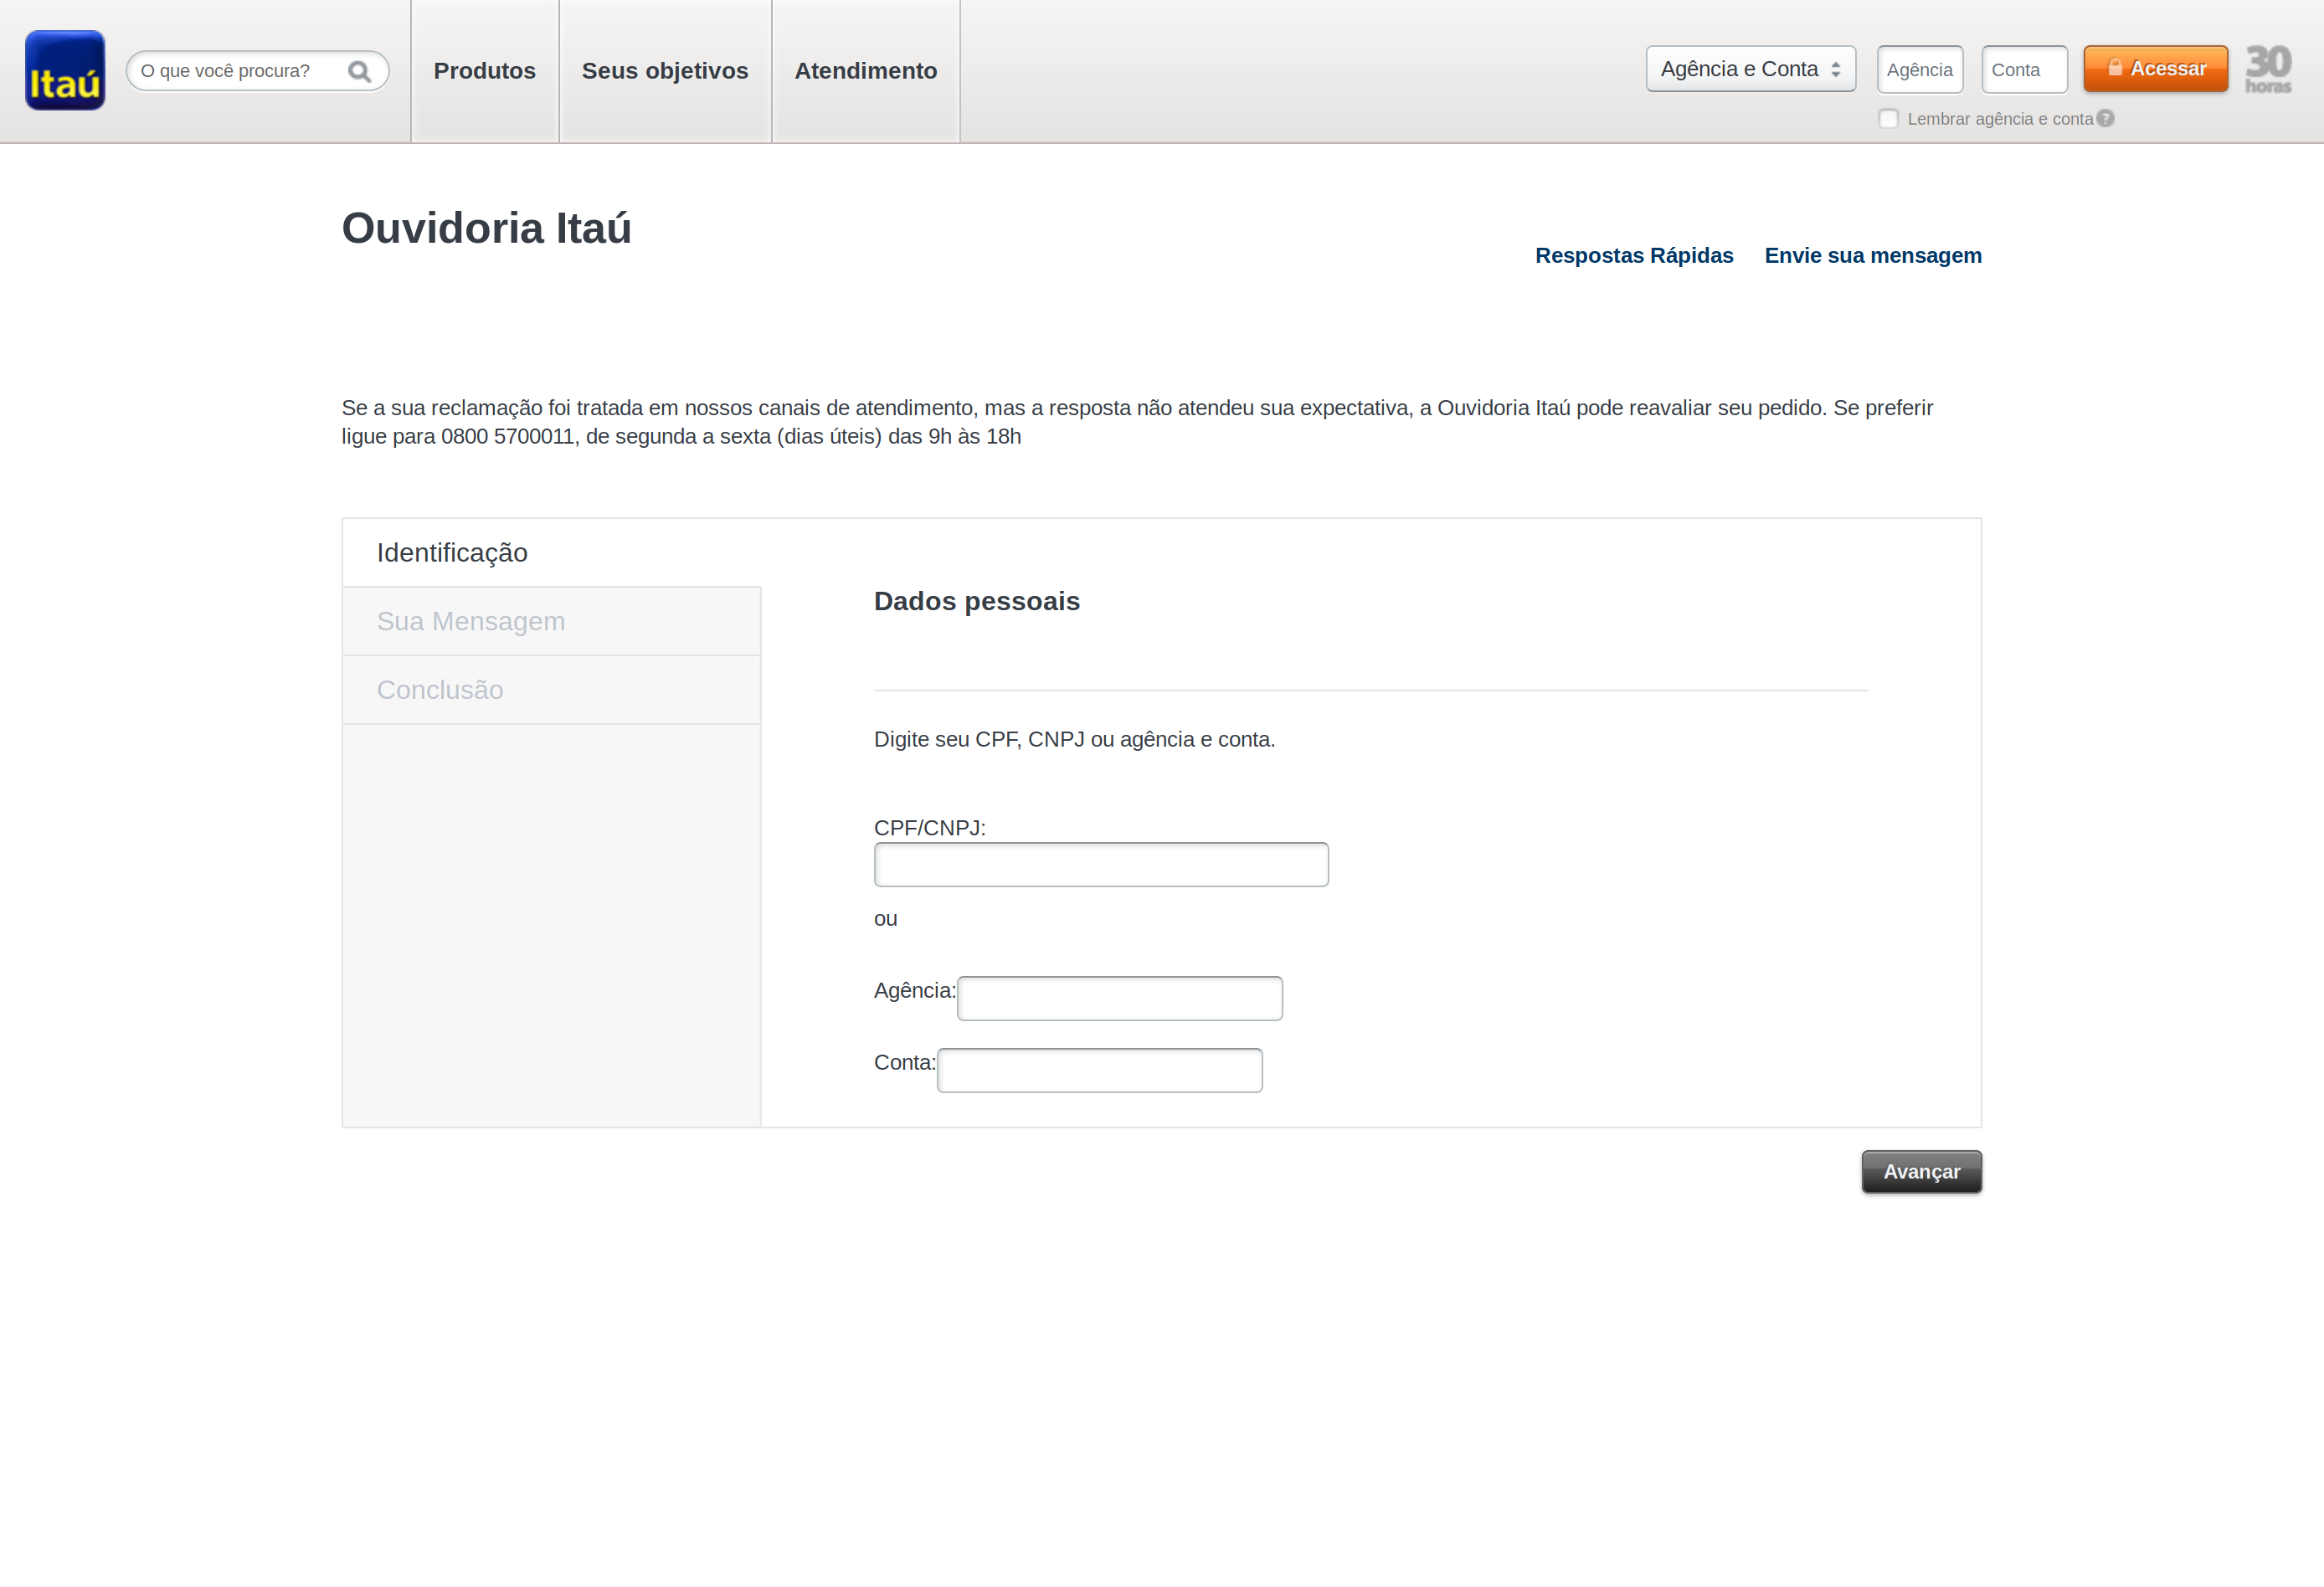 Itaú
O que você procura?
Produtos
Seus objetivos
Atendimento
Agência e Conta
Agência
Conta
Acessar
30
horas
Lembrar agência e conta ?
Ouvidoria Itaú
Respostas Rápidas
Envie sua mensagem
Se a sua reclamação foi tratada em nossos canais de atendimento, mas a resposta não atendeu sua expectativa, a Ouvidoria Itaú pode reavaliar seu pedido. Se preferir
ligue para 0800 5700011, de segunda a sexta (dias úteis) das 9h às 18h
Identificação
Sua Mensagem
Conclusão
Dados pessoais
Digite seu CPF, CNPJ ou agência e conta.
CPF/CNPJ:
ou
Agência:
Conta:
Avançar